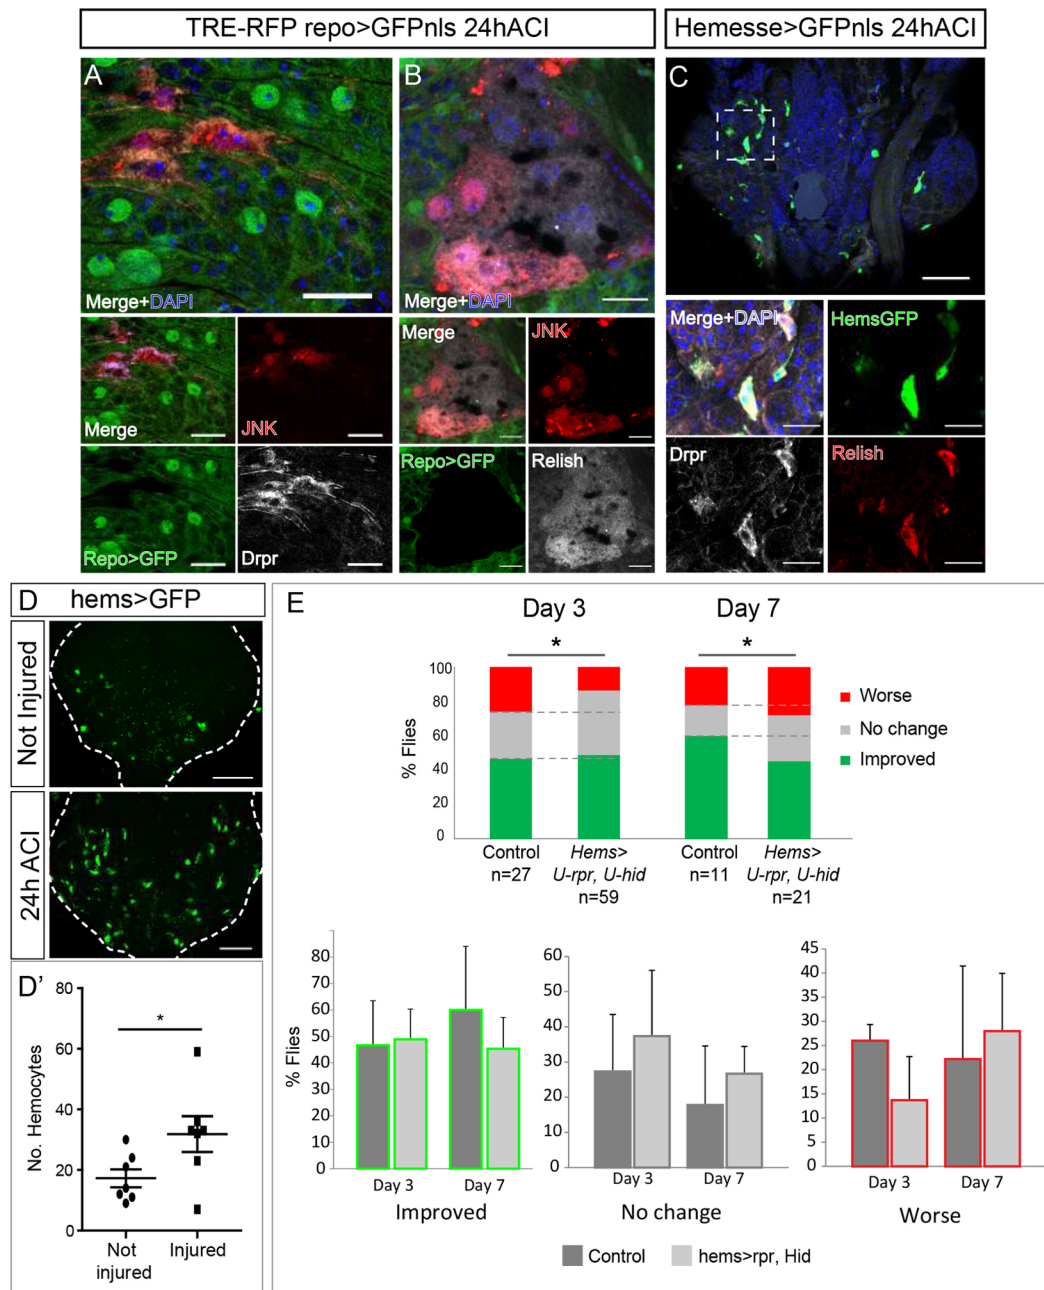 TRE-RFP repo>GFPnls 24hACI
Hemesse>GFPnls 24hACI
A
Merge+DAPI
Merge
JNK
Repo>GFP
Drpr
B
Merge+DAPI
Merge
JNK
Repo>GFP
Relish
C
Merge+DAPI
HemsGFP
Drpr
Relish
D
hems>GFP
Not Injured
24h ACI
D'
80
60
40
20
0
No. Hemocytes
*
Not
injured
Injured
E
Day 3
Day 7
*
*
100
80
60
40
20
0
% Flies
Worse
No change
Improved
Control
n=27
Hems>
U-rpr, U-hid
n=59
Control
n=11
Hems>
U-rpr, U-hid
n=21
80
70
60
50
40
30
20
10
0
% Flies
Day 3
Day 7
Improved
60
50
40
30
20
10
0
Day 3
Day 7
No change
45
40
35
30
25
20
15
10
5
0
Day 3
Day 7
Worse
Control
hems>rpr, Hid